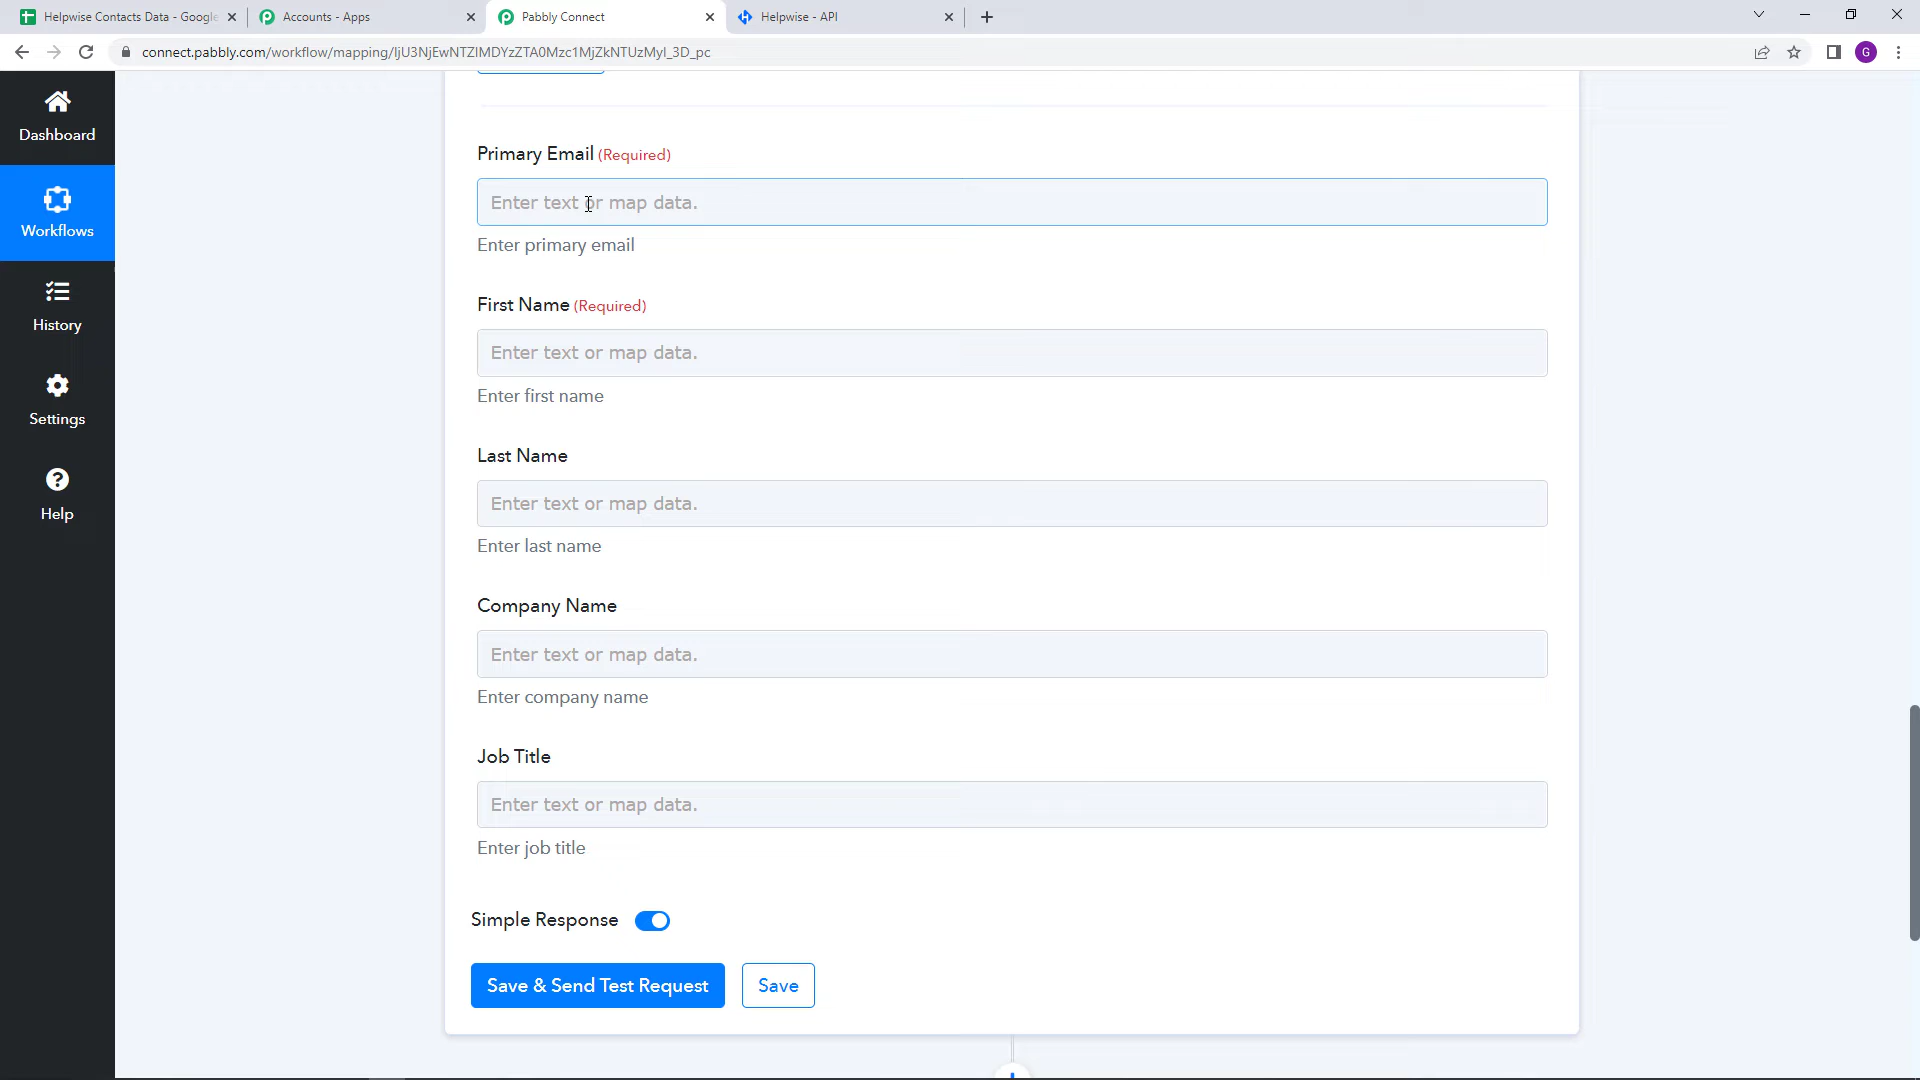 Helpwise Contacts Data - Google
Accounts - Apps
Pabbly Connect
Helpwise - API
connect.pabbly.com/workflow/mapping/IjU3NjEwNTZlMDYzZTA0Mzc1MjZkNTUzMyI_3D_pc
G
Dashboard
Workflows
History
Settings
Help
Primary Email (Required)
Enter text or map data.
Enter primary email
First Name (Required)
Enter text or map data.
Enter first name
Last Name
Enter text or map data.
Enter last name
Company Name
Enter text or map data.
Enter company name
Job Title
Enter text or map data.
Enter job title
Simple Response
Save & Send Test Request
Save